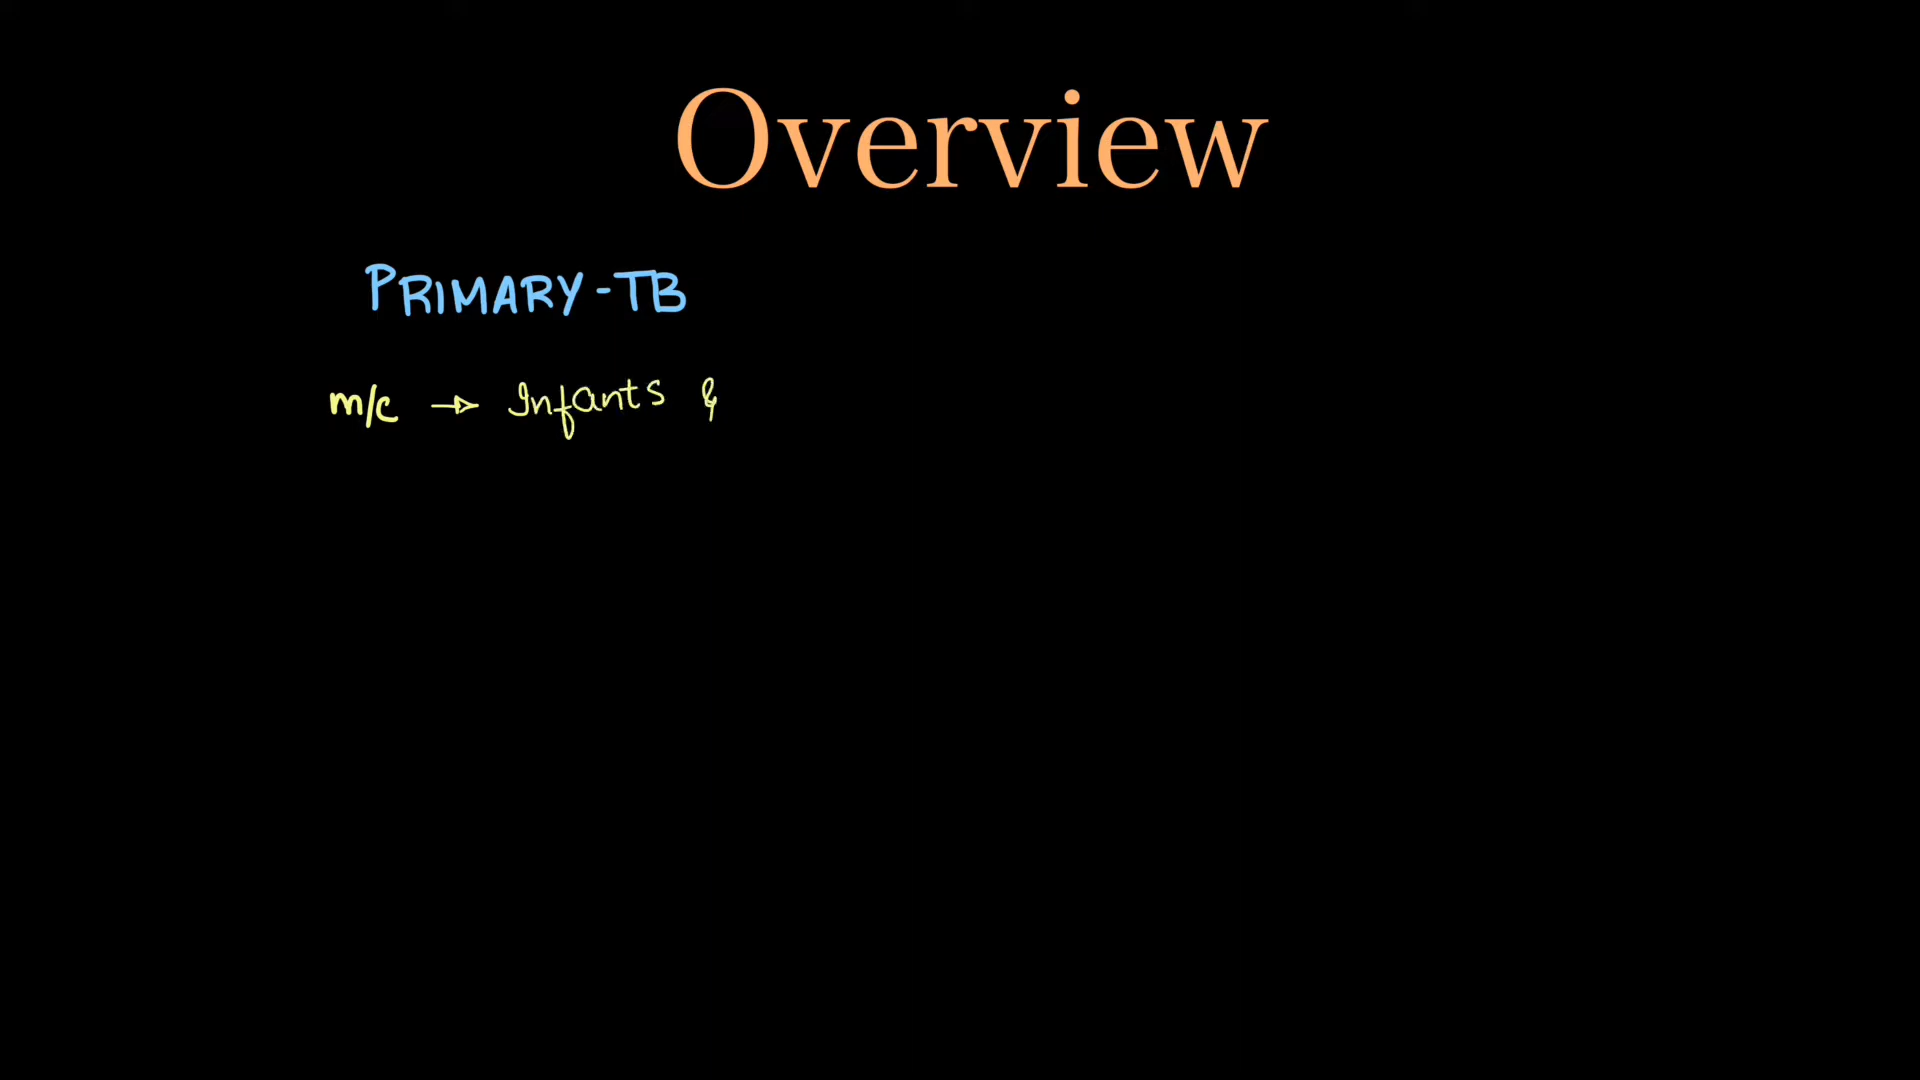 Overview
PRIMARY-TB
m/c → Infants &